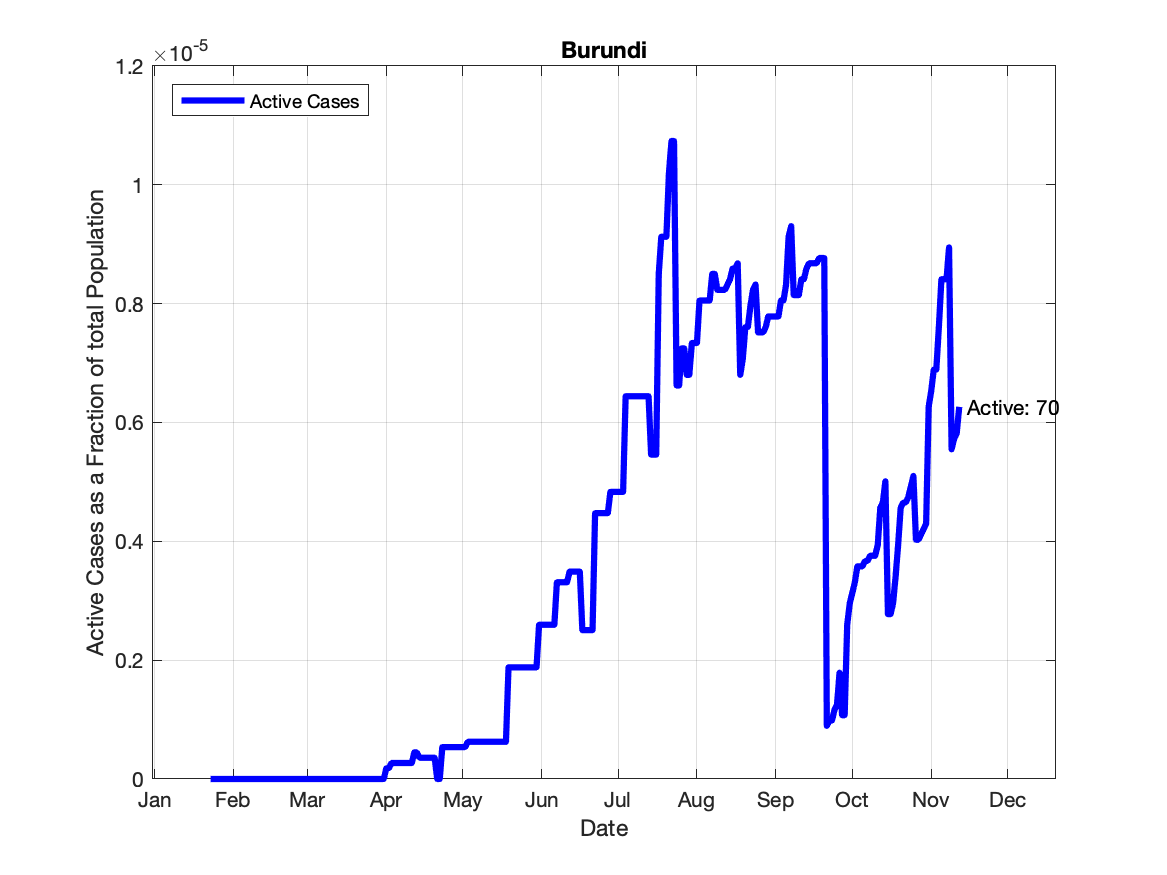 Burundi
×10-5
1.2
1
0.8
0.6
0.4
0.2
0
Active Cases as a Fraction of total Population
Active Cases
Active: 70
Jan Feb Mar Apr May Jun Jul Aug Sep Oct Nov Dec
Date